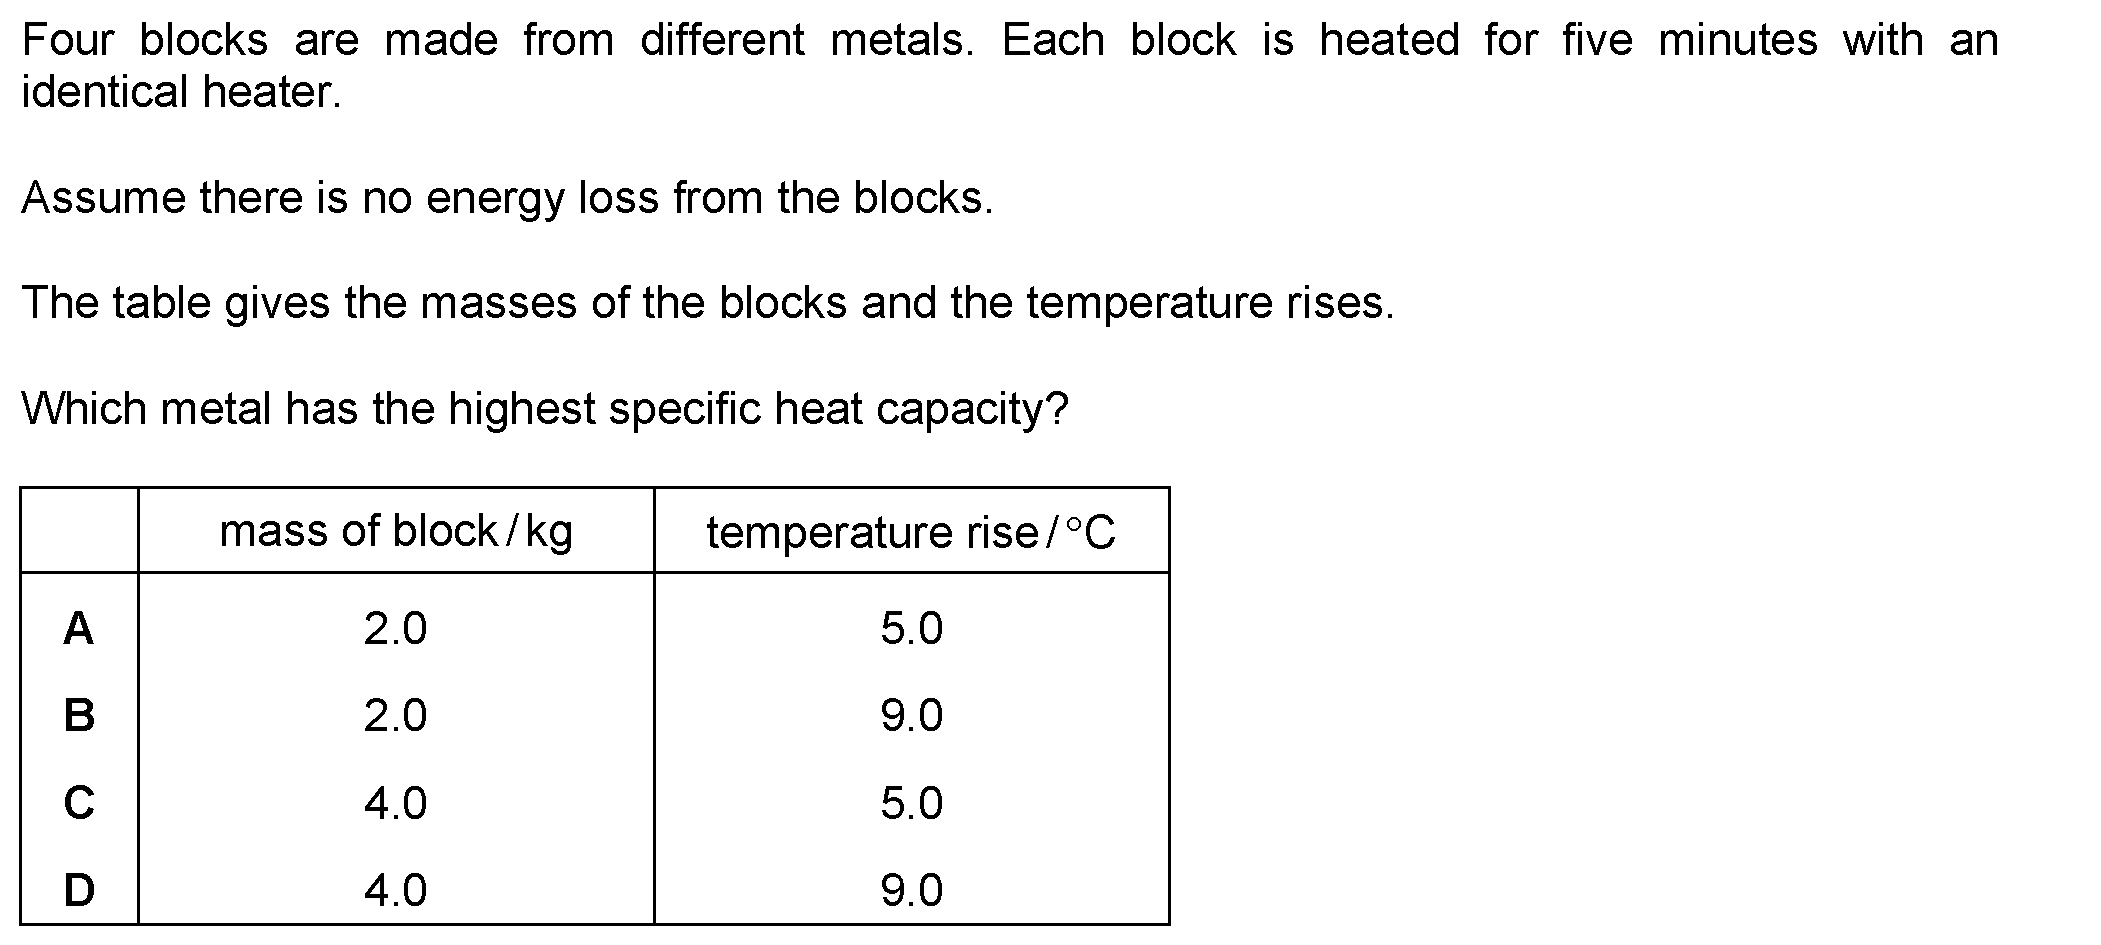 Four blocks are made from different metals. Each block is heated for five minutes with an
identical heater.
Assume there is no energy loss from the blocks.
The table gives the masses of the blocks and the temperature rises.
Which metal has the highest specific heat capacity?
mass of block / kg temperature rise / °C
A 2.0 5.0
B 2.0 9.0
C 4.0 5.0
D 4.0 9.0